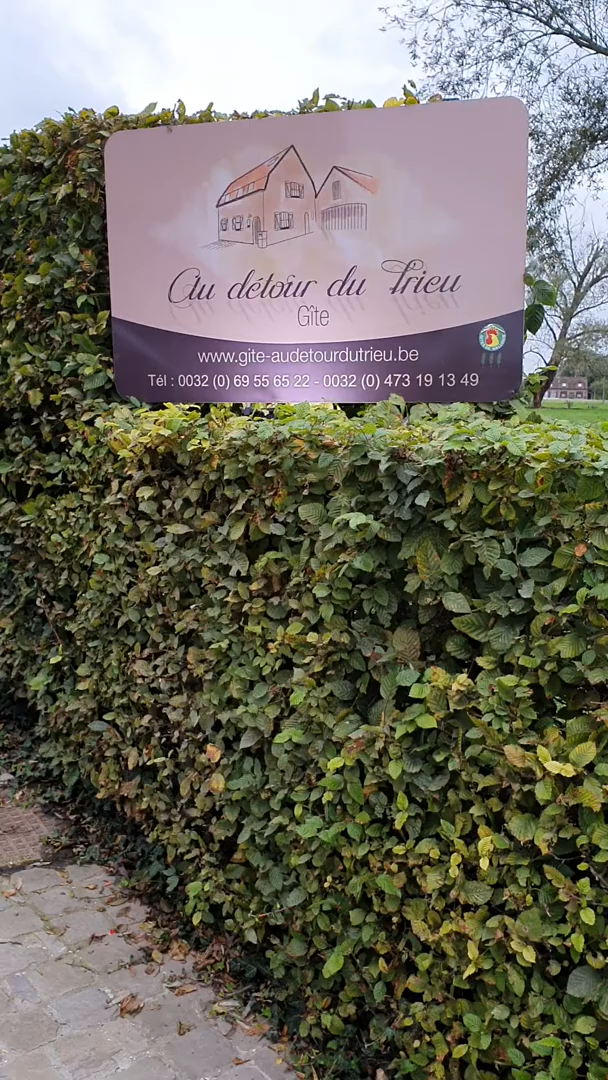 Au détour du Trieu
Gîte
www.gite-audetourdutrieu.be
Tél : 0032 (0) 69 55 65 22 - 0032 (0) 473 19 13 49